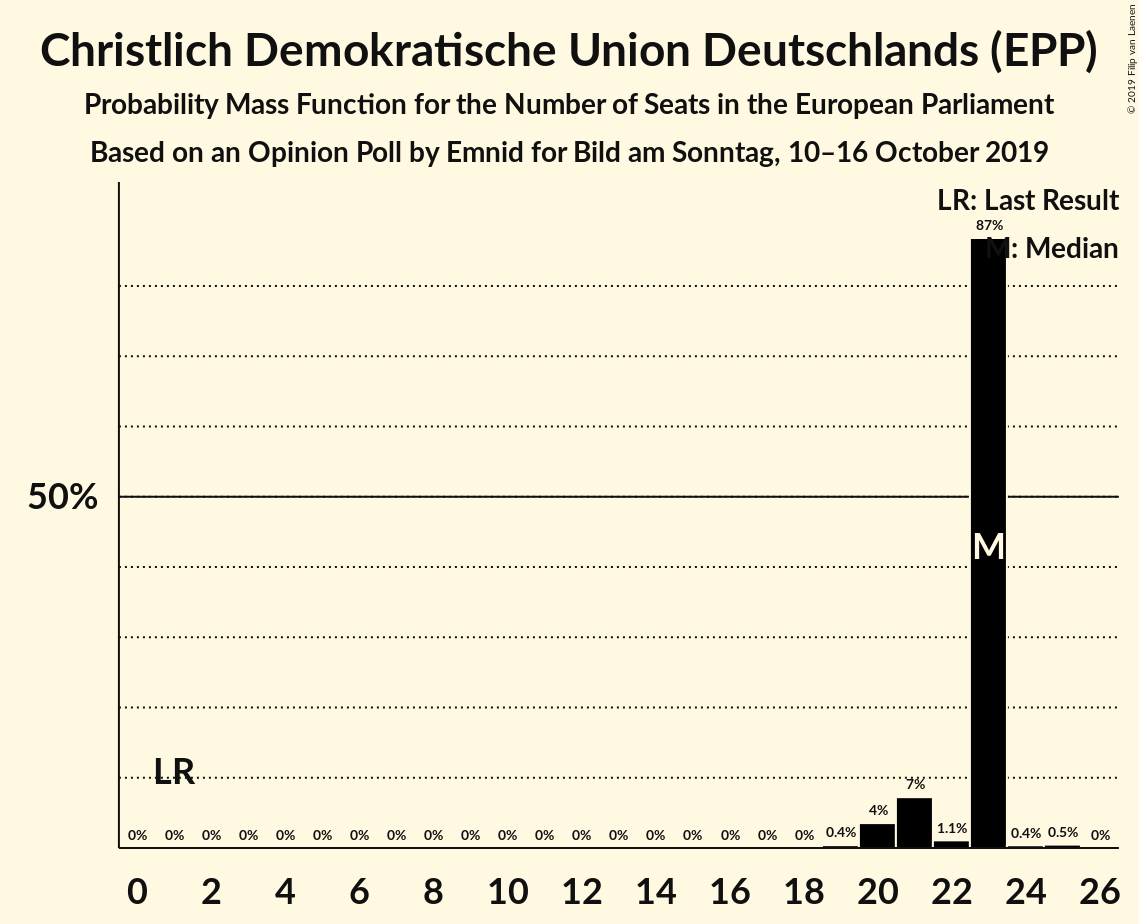 Christlich Demokratische Union Deutschlands (EPP)
Probability Mass Function for the Number of Seats in the European Parliament
Based on an Opinion Poll by Emnid for Bild am Sonntag, 10–16 October 2019
© 2019 Filip van Laenen
LR: Last Result
87%
M: Median
50%
M
LR
7%
4%
0% 0% 0% 0% 0% 0% 0% 0% 0% 0% 0% 0% 0% 0% 0% 0% 0% 0% 0% 0.4% 1.1% 0.4% 0.5% 0%
0 2 4 6 8 10 12 14 16 18 20 22 24 26